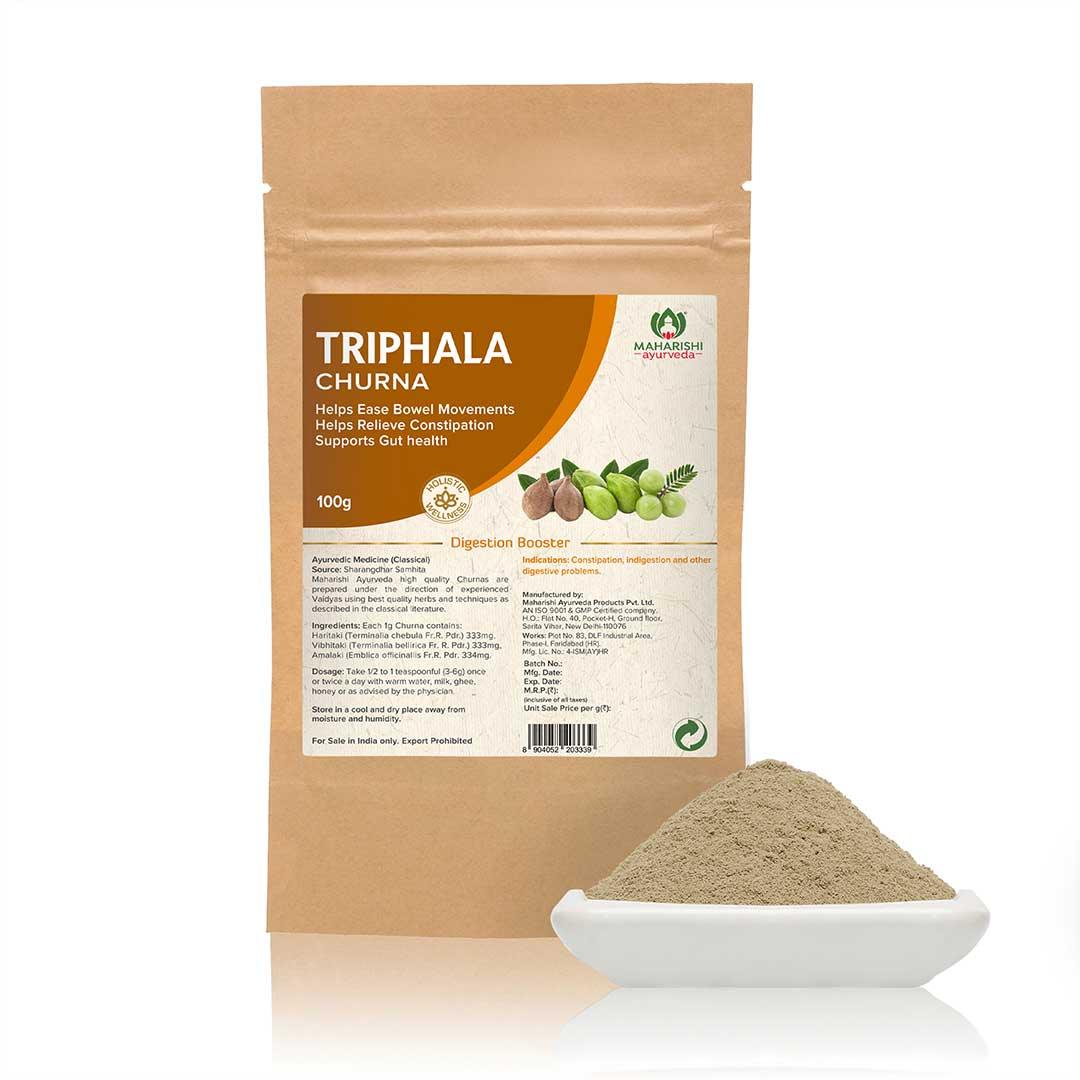 TRIPHALA
CHURNA
Helps Ease Bowel Movements
Helps Relieve Constipation
Supports Gut health
100g
HOLISTIC
WELLNESS
MAHARISHI
ayurveda
Digestion Booster
Ayurvedic Medicine (Classical)
Source: Sharangdhar Samhita
Maharishi Ayurveda high quality Churnas are
prepared under the direction of experienced
Vaidyas using best quality herbs and techniques as
described in the classical literature.
Ingredients: Each 1g Churna contains:
Haritaki (Terminalia chebula Fr.R. Pdr.) 333mg,
Vibhitaki (Terminalia bellirica Fr. R. Pdr.) 333mg,
Amalaki (Emblica officinallis Fr.R. Pdr. 334mg.
Dosage: Take 1/2 to 1 teaspoonful (3-6g) once
or twice a day with warm water, milk, ghee,
honey or as advised by the physician.
Store in a cool and dry place away from
moisture and humidity.
For Sale in India only. Export Prohibited
Indications: Constipation, indigestion and other
digestive problems.
Manufactured by:
Maharishi Ayurveda Products Pvt. Ltd.
AN ISO 9001 & GMP Certified company.
H.O.: Flat No. 40, Pocket-H, Ground floor,
Sarita Vihar, New Delhi-110076
Works: Plot No. 83, DLF Industrial Area,
Phase-I, Faridabad (HR).
Mfg. Lic. No.: 4-ISM(AY)HR
Batch No.:
Mfg. Date:
Exp. Date:
M.R.P.(₹):
(inclusive of all taxes)
Unit Sale Price per g(₹):
8 904052 203339